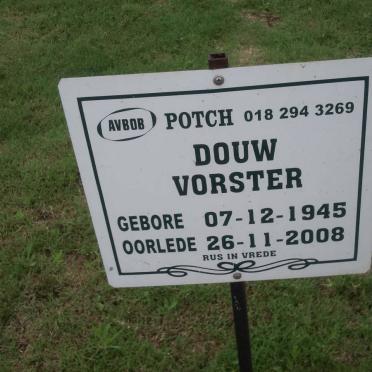 AVBOB POTCH 018 294 3269
DOUW
VORSTER
GEBORE 07-12-1945
OORLEDE 26-11-2008
RUS IN VREDE